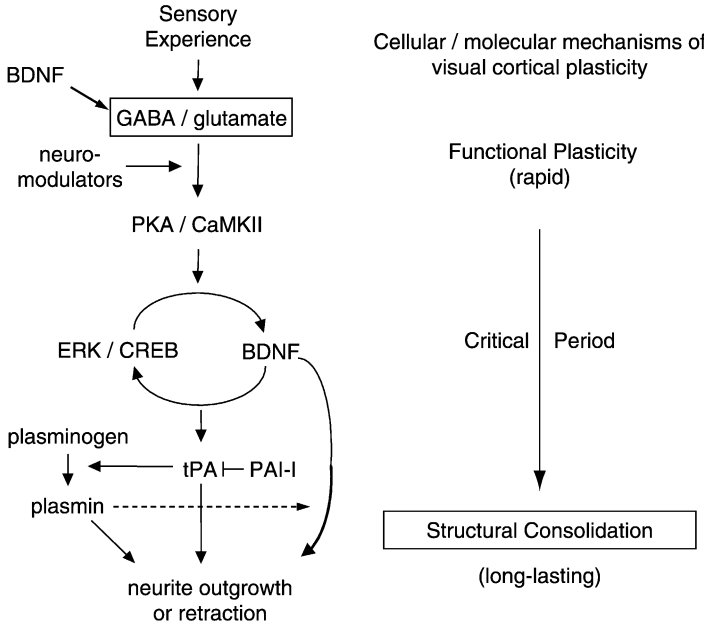 Sensory
Experience
Cellular / molecular mechanisms of
visual cortical plasticity
BDNF
GABA / glutamate
neuro-
modulators
Functional Plasticity
(rapid)
PKA / CaMKII
ERK / CREB
BDNF
Critical Period
plasminogen
tPA
PAI-I
plasmin
Structural Consolidation
(long-lasting)
neurite outgrowth
or retraction